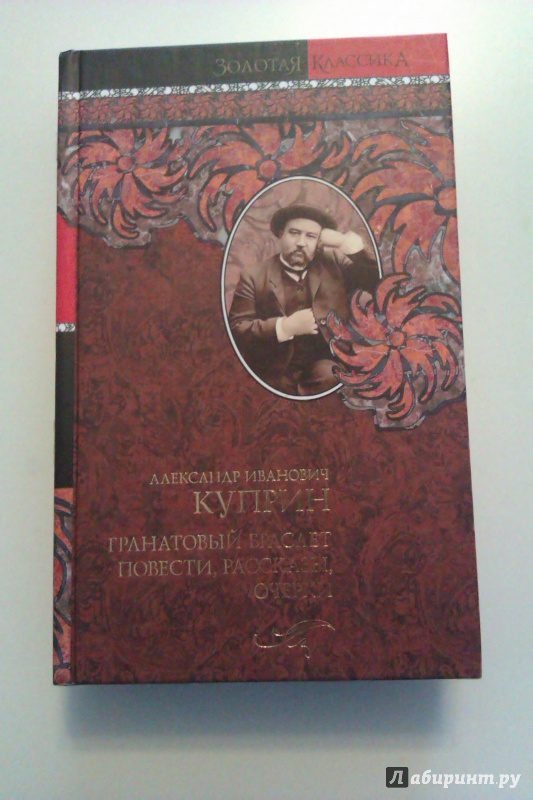 ЗОЛОТАЯ КЛАССИКА
АЛЕКСАНДР ИВАНОВИЧ
КУПРИН
ГРАНАТОВЫЙ БРАСЛЕТ
ПОВЕСТИ, РАССКАЗЫ,
ОЧЕРКИ
Лабиринт.ру